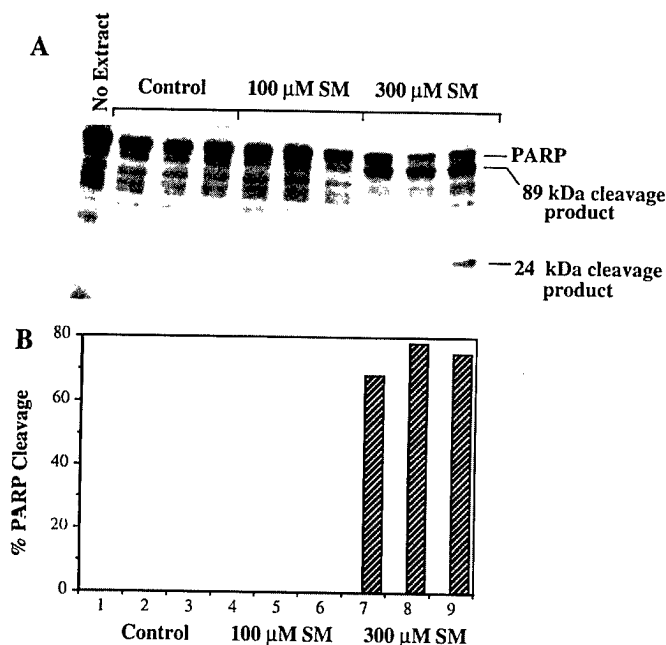 A
No Extract
Control
100 μM SM
300 μM SM
PARP
89 kDa cleavage
product
24 kDa cleavage
product
B
% PARP Cleavage
80
60
40
20
0
1 2 3 4 5 6 7 8 9
Control 100 μM SM 300 μM SM